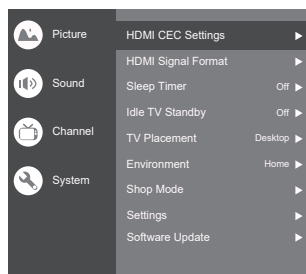 Picture
Sound
Channel
System
HDMI CEC Settings
HDMI Signal Format
Sleep Timer Off
Idle TV Standby Off
TV Placement Desktop
Environment Home
Shop Mode
Settings
Software Update